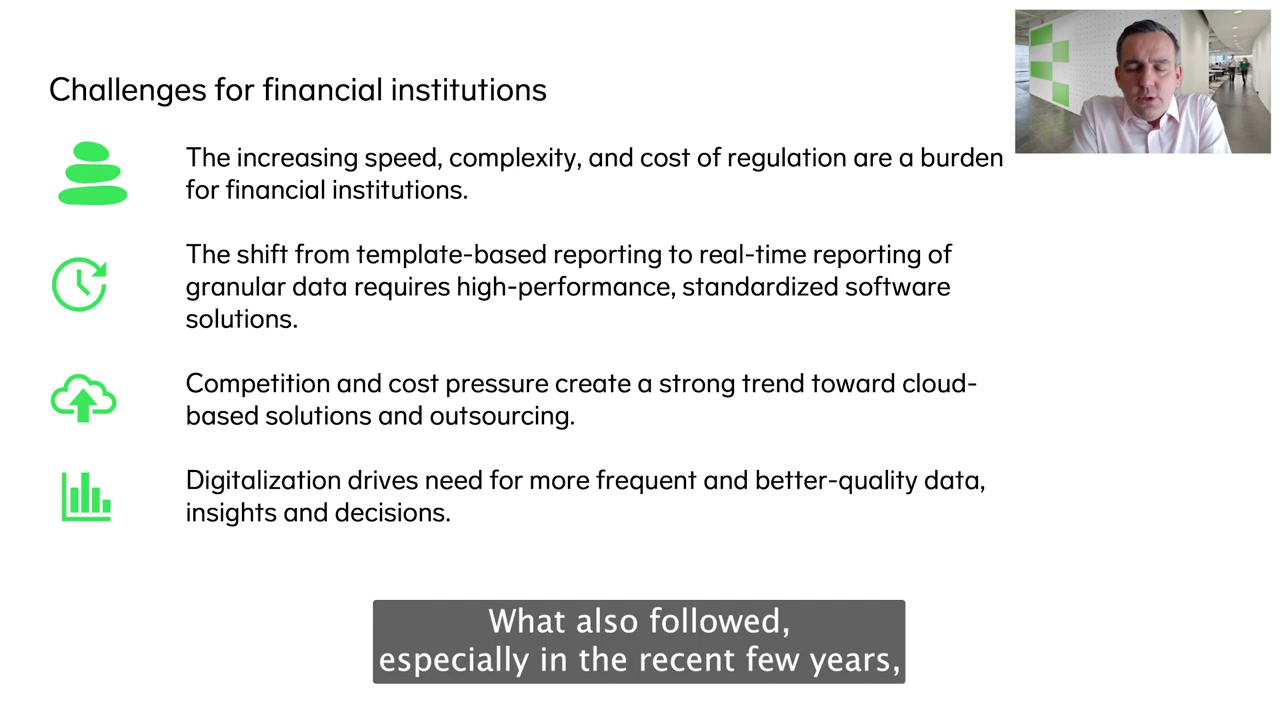 Challenges for financial institutions
The increasing speed, complexity, and cost of regulation are a burden
for financial institutions.
The shift from template-based reporting to real-time reporting of
granular data requires high-performance, standardized software
solutions.
Competition and cost pressure create a strong trend toward cloud-
based solutions and outsourcing.
Digitalization drives need for more frequent and better-quality data,
insights and decisions.
What also followed,
especially in the recent few years,